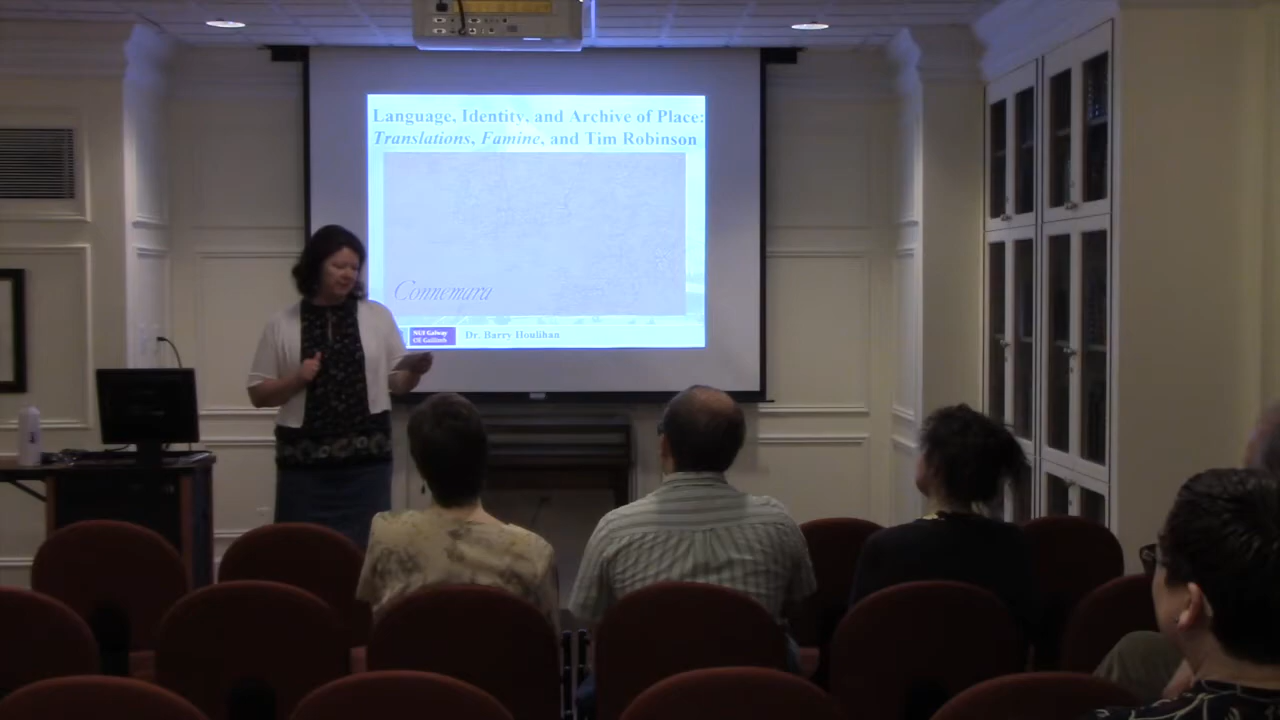 Language, Identity, and Archive of Place:
Translations, Famine, and Tim Robinson
Connemara
NUI Galway
OÉ Gaillimh
Dr. Barry Houlihan